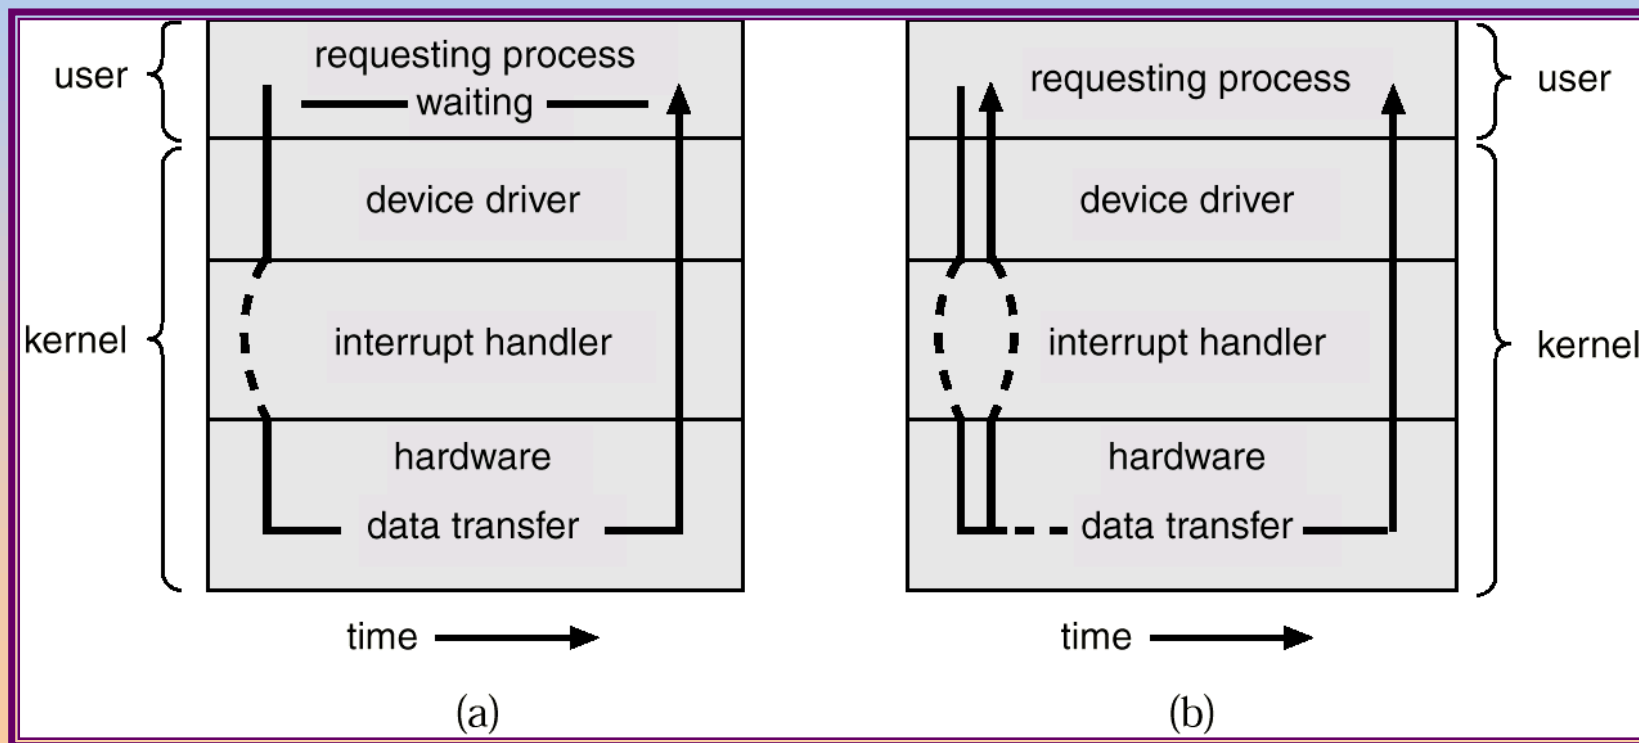 user
requesting process
waiting
device driver
kernel
interrupt handler
hardware
data transfer
time
(a)
requesting process
user
device driver
interrupt handler
kernel
hardware
data transfer
time
(b)